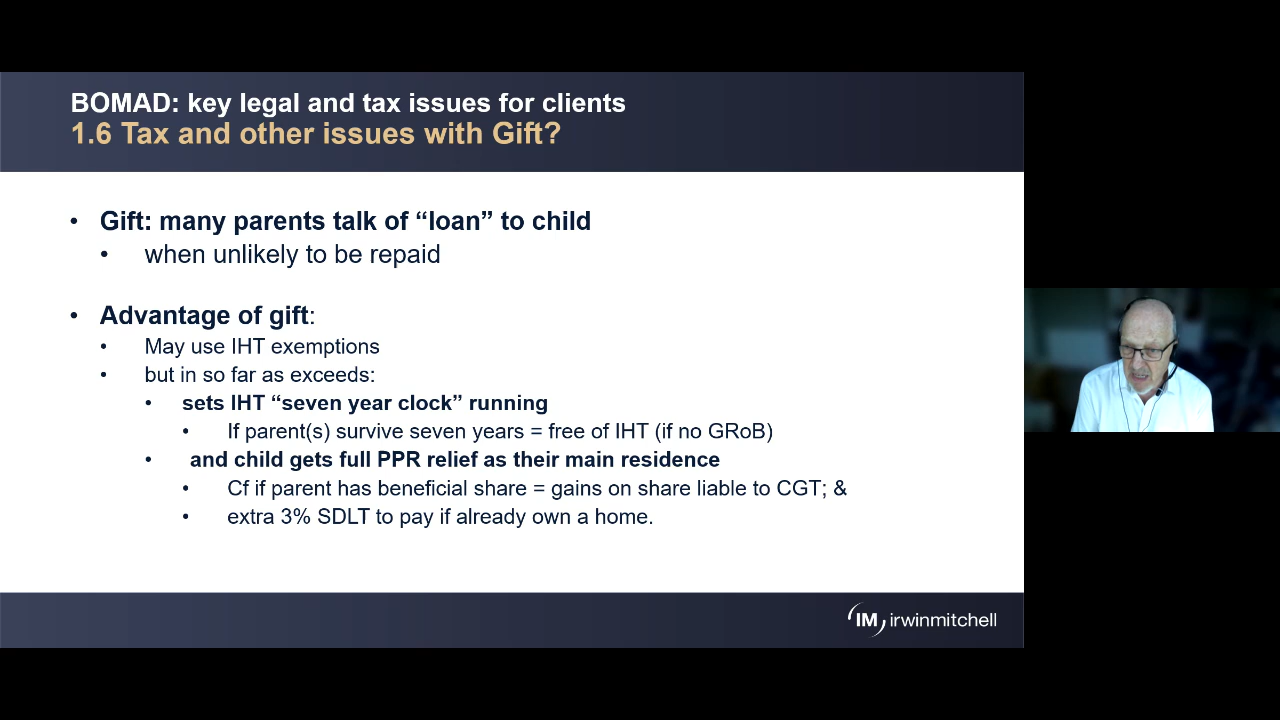 BOMAD: key legal and tax issues for clients
1.6 Tax and other issues with Gift?
• Gift: many parents talk of “loan” to child
• when unlikely to be repaid
• Advantage of gift:
• May use IHT exemptions
• but in so far as exceeds:
• sets IHT “seven year clock” running
• If parent(s) survive seven years = free of IHT (if no GRoB)
• and child gets full PPR relief as their main residence
• Cf if parent has beneficial share = gains on share liable to CGT; &
• extra 3% SDLT to pay if already own a home.
IM irwinmitchell